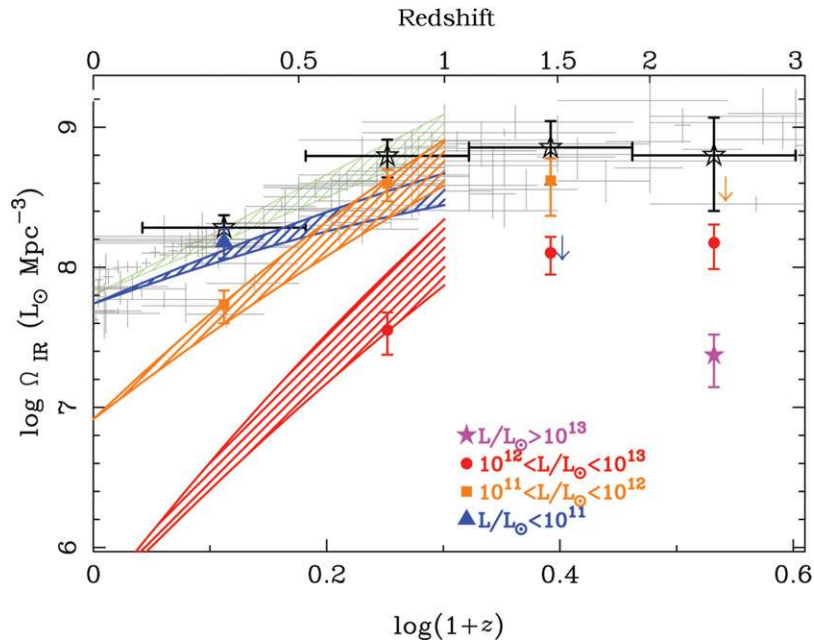 Redshift
0 0.5 1 1.5 2 3
log Ω IR (L⊙ Mpc⁻³)
9
8
7
6
★ L/L⊙>10¹³
● 10¹²<L/L⊙<10¹³
■ 10¹¹<L/L⊙<10¹²
▲ L/L⊙<10¹¹
0 0.2 0.4 0.6
log(1+z)